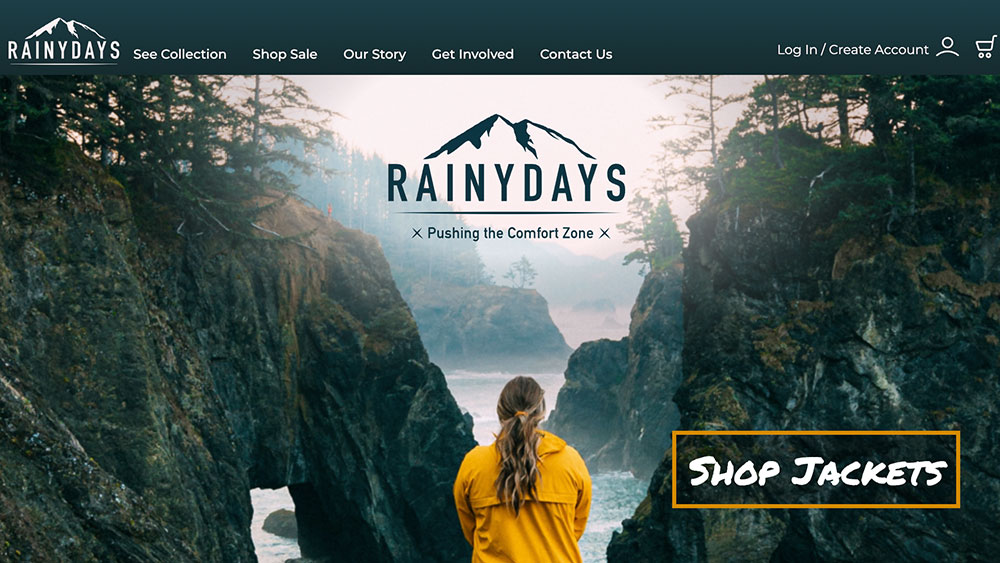 RAINYDAYS
See Collection Shop Sale Our Story Get Involved Contact Us
Log In / Create Account
RAINYDAYS
× Pushing the Comfort Zone ×
Shop Jackets